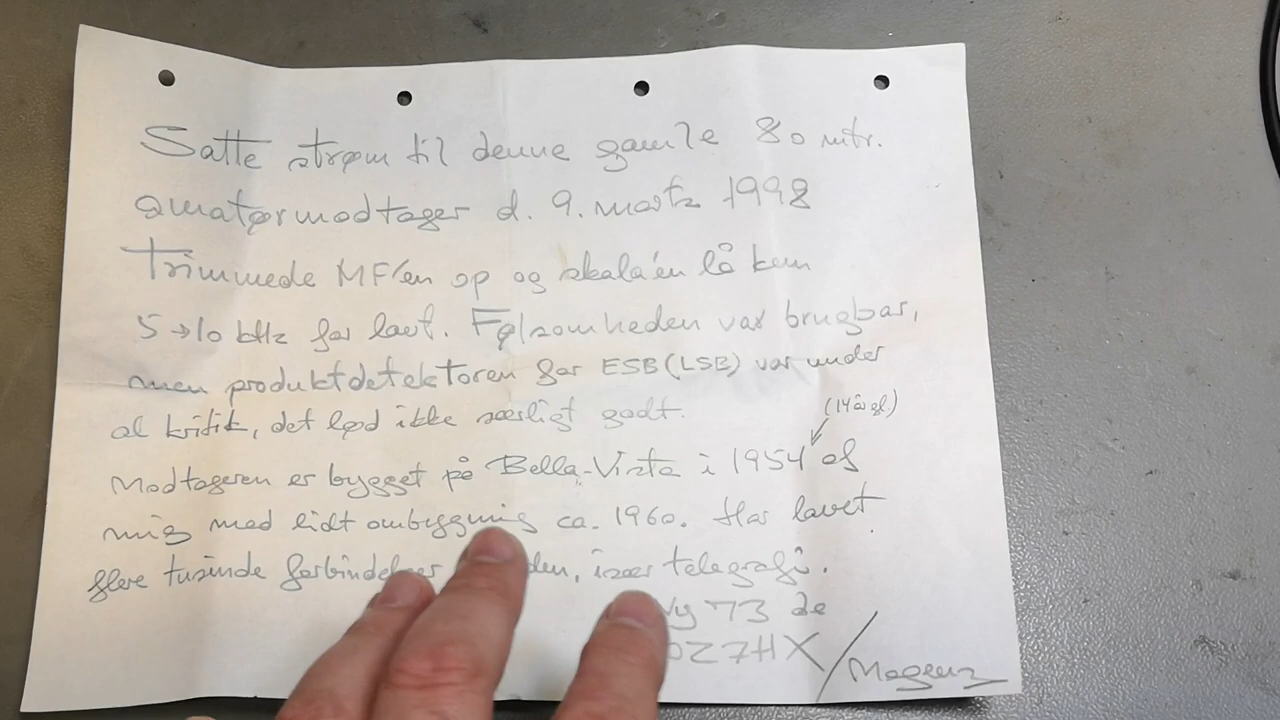 Satte strøm til denne gamle 80 mtr.
amatørmodtager d. 9. marts 1998
Trimmede MF'en op og skala'en lå kun
5→10 kHz for lavt. Følsomheden var brugbar,
men produktdetektoren for ESB (LSB) var under
al kritik, det lød ikke særligt godt.
(14 år gl.)
Modtageren er bygget på Bella-Vista i 1954 af
mig med lidt ombygning ca. 1960. Har lavet
flere tusinde forbindelser den, især telegrafi.
Vy 73 de
OZ7HX/Mogens